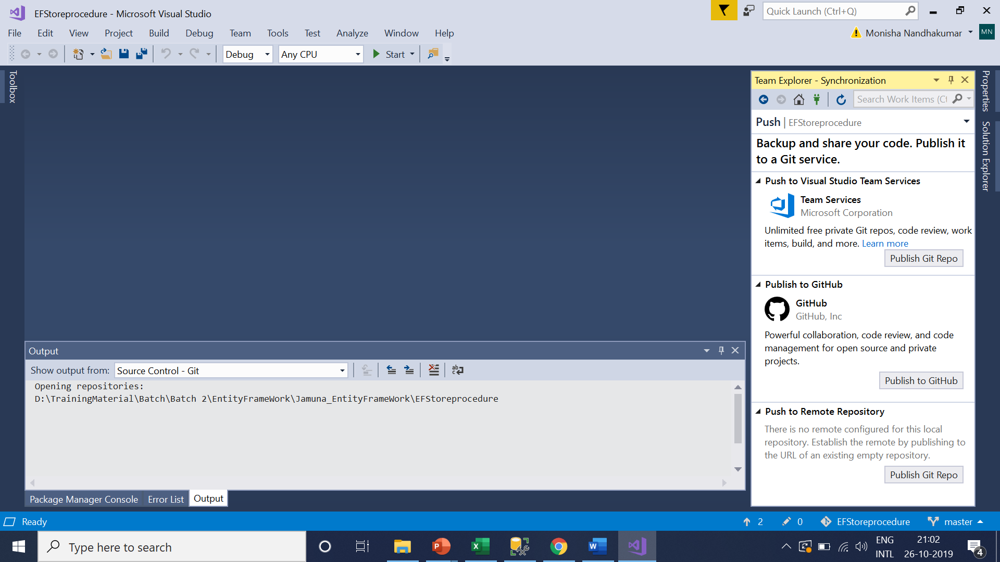 EFStoreprocedure - Microsoft Visual Studio
Quick Launch (Ctrl+Q)
File Edit View Project Build Debug Team Tools Test Analyze Window Help
Monisha Nandhakumar
MN
Debug
Any CPU
Start
Toolbox
Team Explorer - Synchronization
Search Work Items (Ct
Push | EFStoreprocedure
Backup and share your code. Publish it
to a Git service.
Push to Visual Studio Team Services
Team Services
Microsoft Corporation
Unlimited free private Git repos, code review, work
items, build, and more. Learn more
Publish Git Repo
Publish to GitHub
GitHub
GitHub, Inc
Powerful collaboration, code review, and code
management for open source and private
projects.
Publish to GitHub
Push to Remote Repository
There is no remote configured for this local
repository. Establish the remote by publishing to
the URL of an existing empty repository.
Publish Git Repo
Properties
Solution Explorer
Output
Show output from: Source Control - Git
Opening repositories:
D:\TrainingMaterial\Batch\Batch 2\EntityFrameWork\Jamuna_EntityFrameWork\EFStoreprocedure
Package Manager Console Error List Output
Ready
2
0
EFStoreprocedure
master
Type here to search
ENG
INTL
21:02
26-10-2019
4